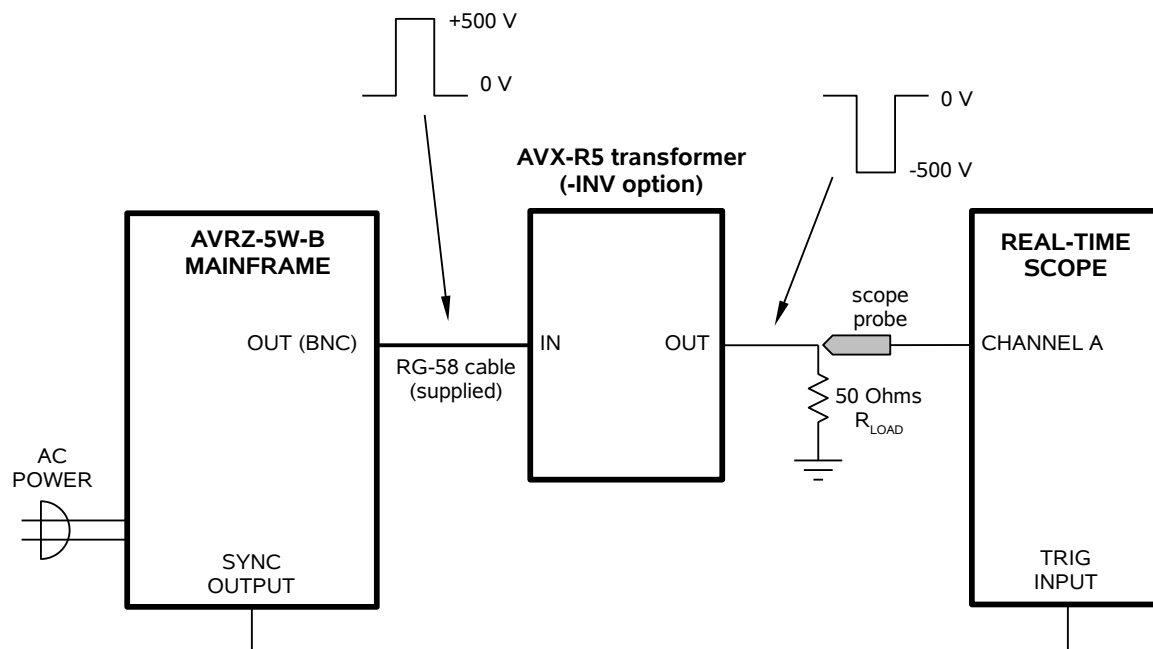 +500 V
0 V
0 V
-500 V
AVX-R5 transformer
(-INV option)
AVRZ-5W-B
MAINFRAME
REAL-TIME
SCOPE
scope
probe
OUT (BNC)
IN
OUT
CHANNEL A
RG-58 cable
(supplied)
50 Ohms
RLOAD
AC
POWER
SYNC
OUTPUT
TRIG
INPUT